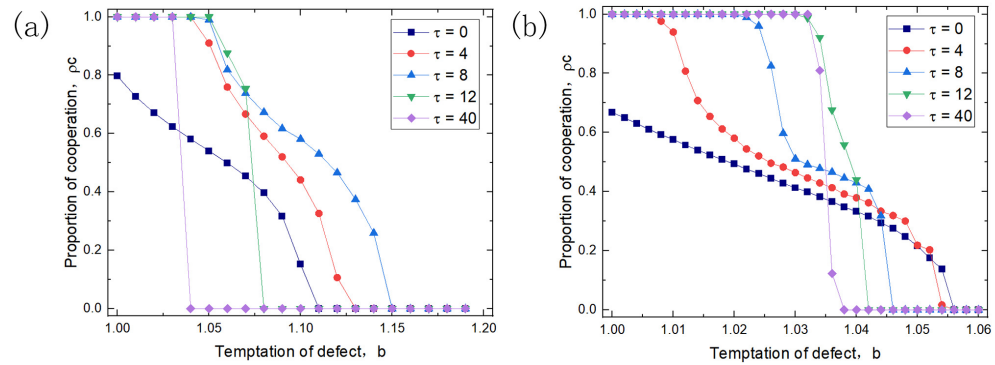 (a)
Proportion of cooperation, ρc
1.0
0.8
0.6
0.4
0.2
0.0
1.00
1.05
1.10
1.15
1.20
Temptation of defect, b
τ = 0
τ = 4
τ = 8
τ = 12
τ = 40
(b)
Proportion of cooperation, ρc
1.0
0.8
0.6
0.4
0.2
0.0
1.00
1.01
1.02
1.03
1.04
1.05
1.06
Temptation of defect, b
τ = 0
τ = 4
τ = 8
τ = 12
τ = 40